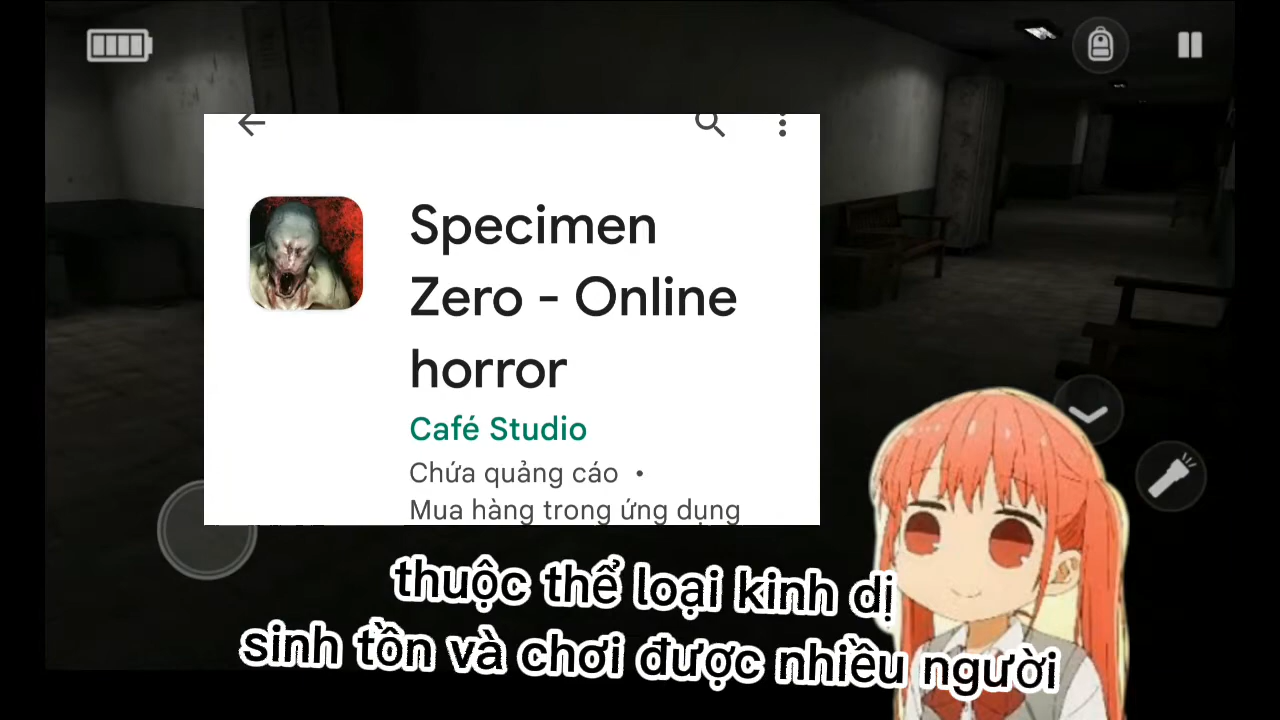 Specimen
Zero - Online
horror
Café Studio
Chứa quảng cáo •
Mua hàng trong ứng dụng
thuộc thể loại kinh dị
sinh tồn và chơi được nhiều người